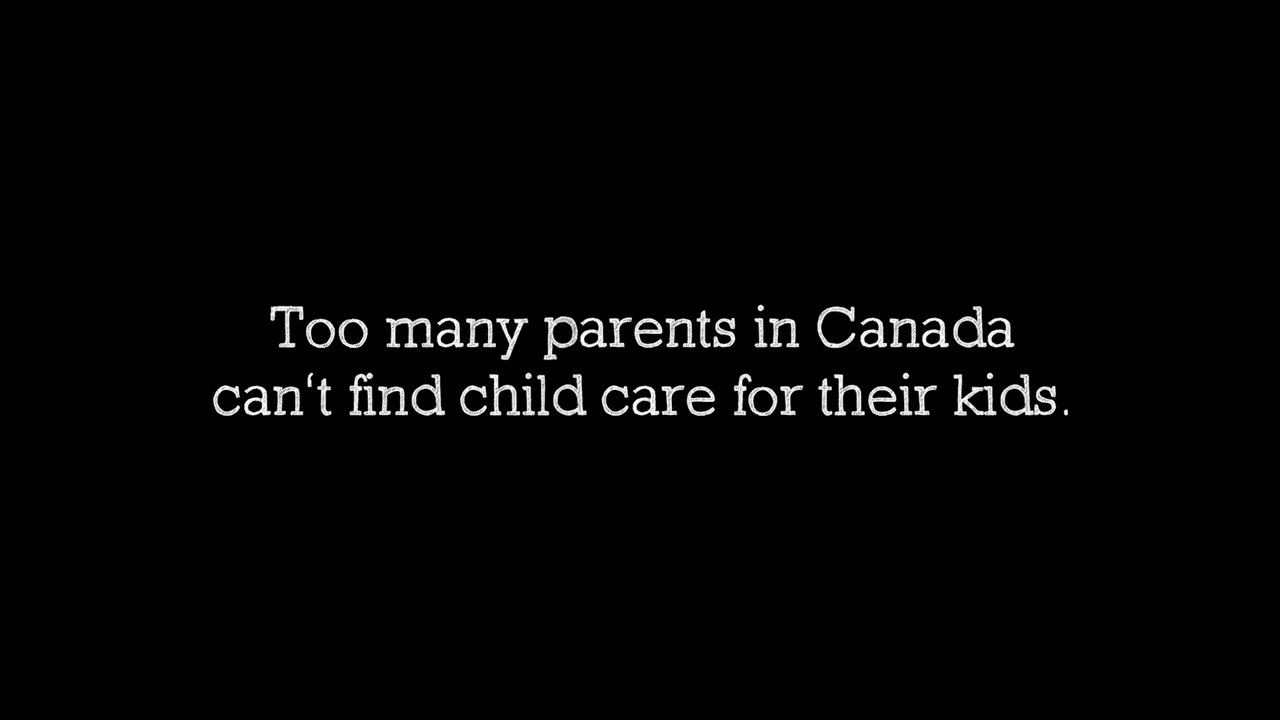 Too many parents in Canada
can‘t find child care for their kids.